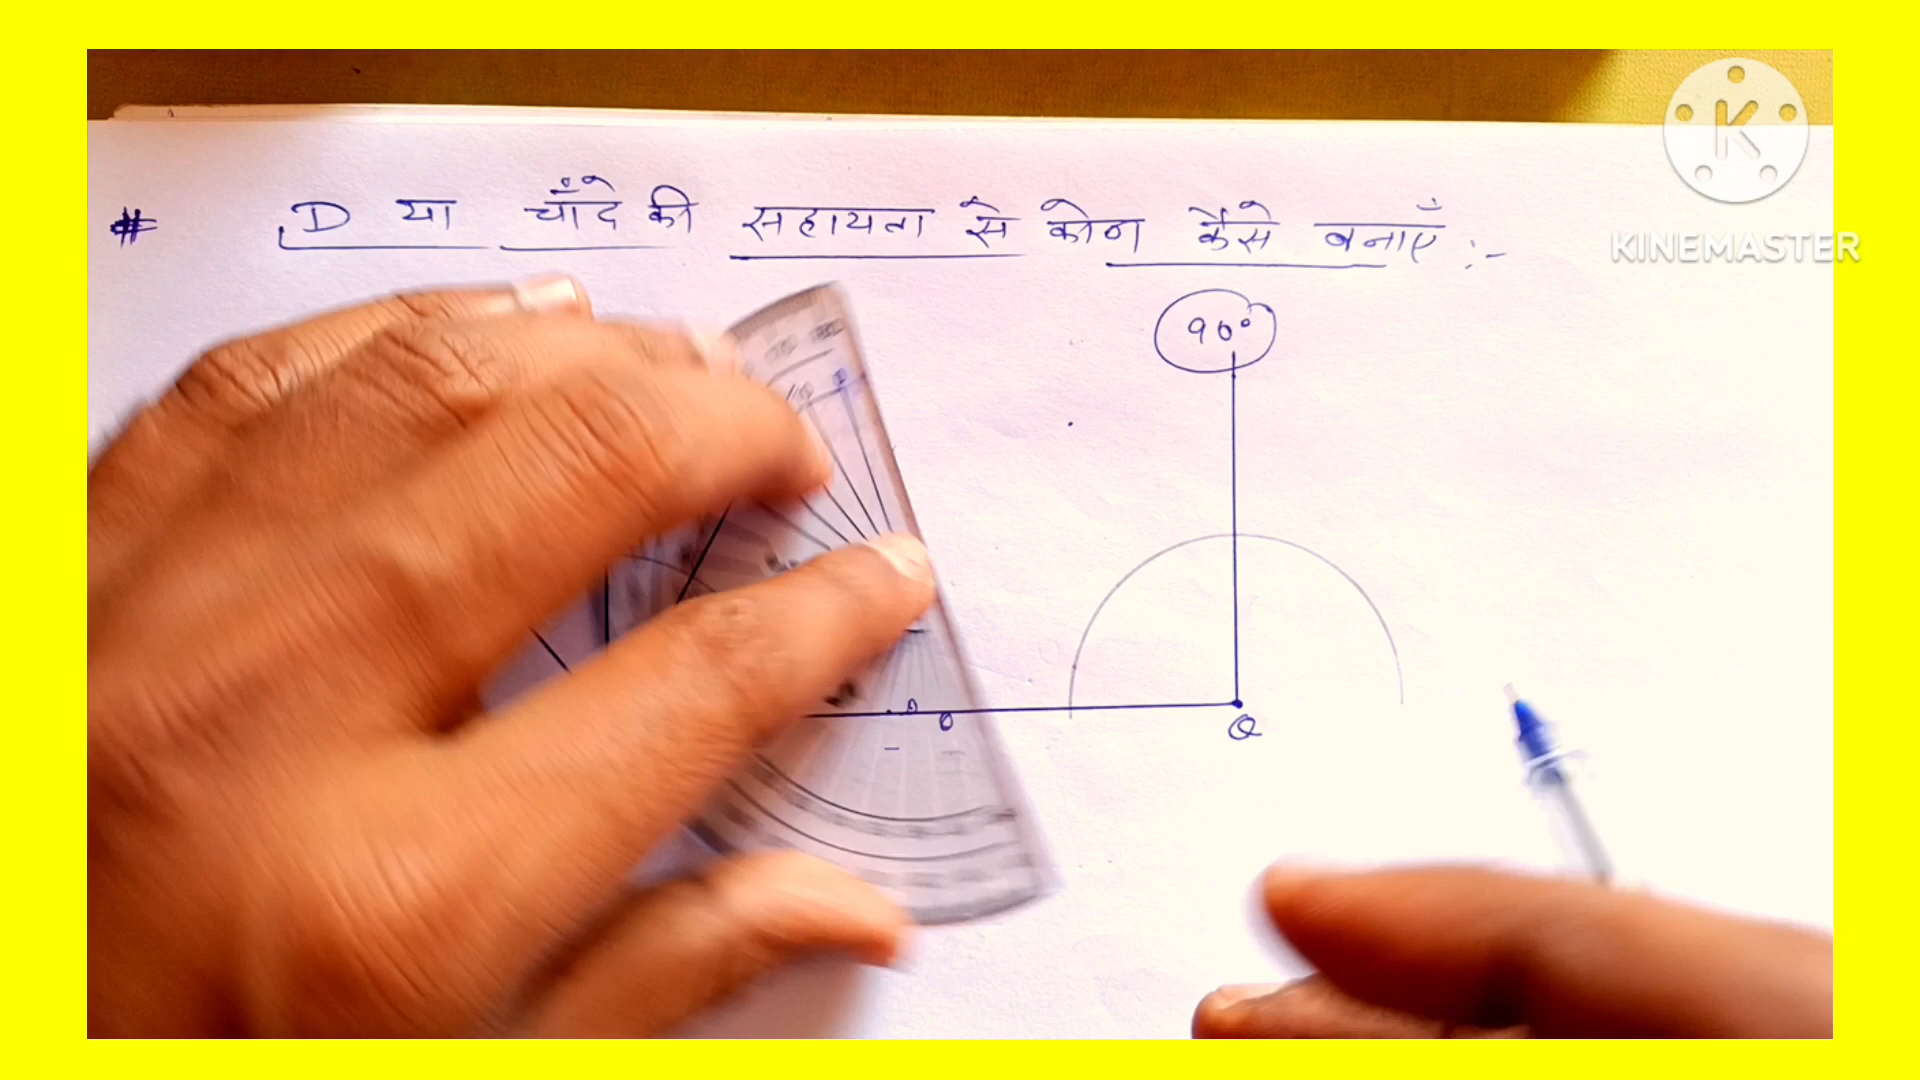 # D या चाँदे की सहायता से कोण कैसे बनाएँ :-
90°
Q
K
KINEMASTER